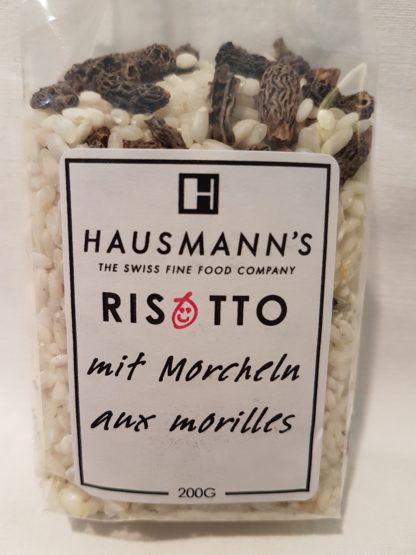 H
HAUSMANN'S
THE SWISS FINE FOOD COMPANY
RISOTTO
mit Morcheln
aux morilles
200G